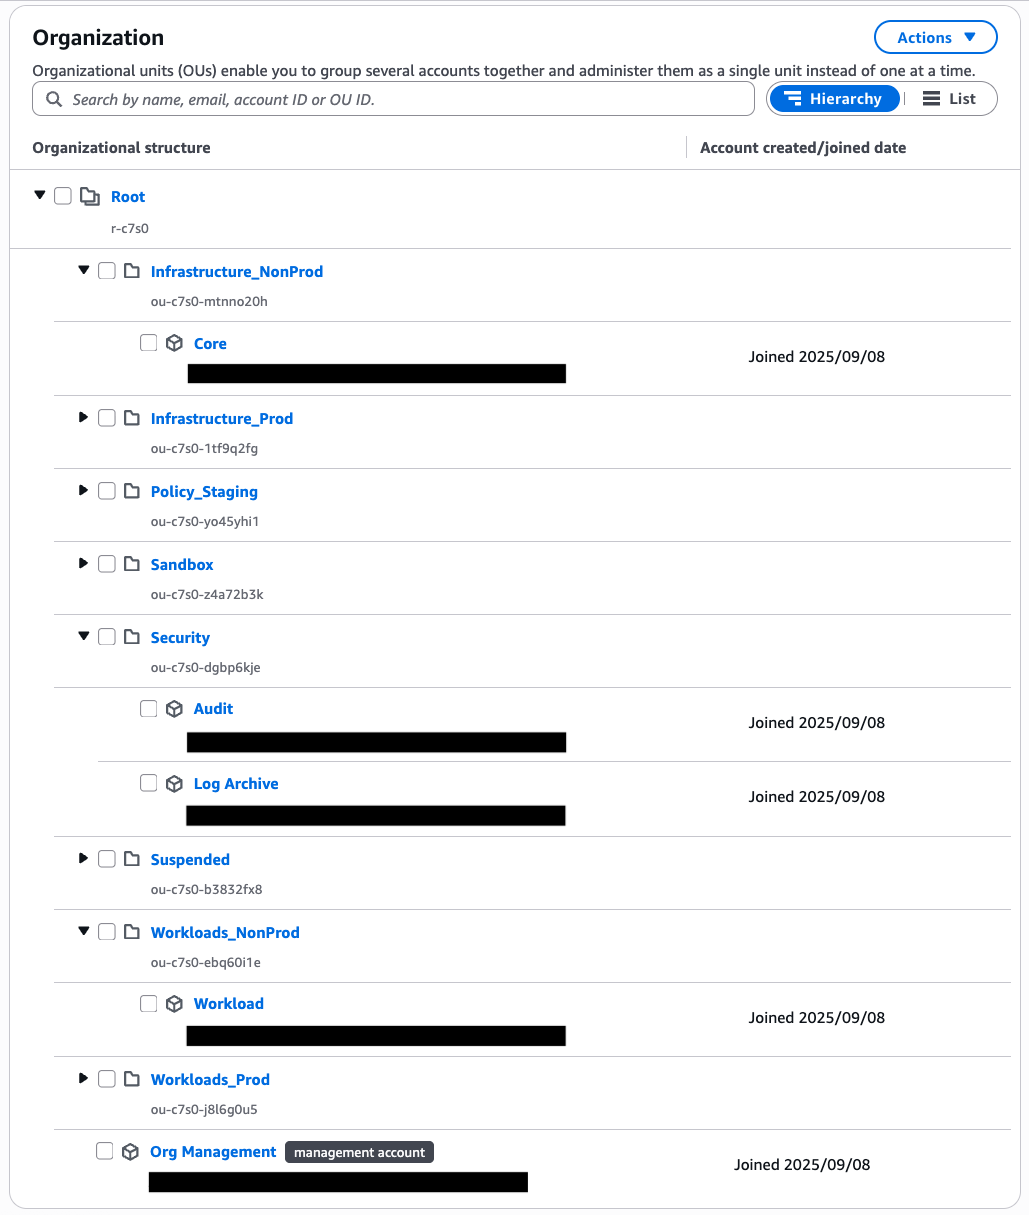 Organization
Actions
Organizational units (OUs) enable you to group several accounts together and administer them as a single unit instead of one at a time.
Search by name, email, account ID or OU ID.
Hierarchy
List
Organizational structure
Account created/joined date
Root
r-c7s0
Infrastructure_NonProd
ou-c7s0-mtnno20h
Core
Joined 2025/09/08
Infrastructure_Prod
ou-c7s0-1tf9q2fg
Policy_Staging
ou-c7s0-yo45yhi1
Sandbox
ou-c7s0-z4a72b3k
Security
ou-c7s0-dgbp6kje
Audit
Joined 2025/09/08
Log Archive
Joined 2025/09/08
Suspended
ou-c7s0-b3832fx8
Workloads_NonProd
ou-c7s0-ebq60i1e
Workload
Joined 2025/09/08
Workloads_Prod
ou-c7s0-j8l6g0u5
Org Management management account
Joined 2025/09/08